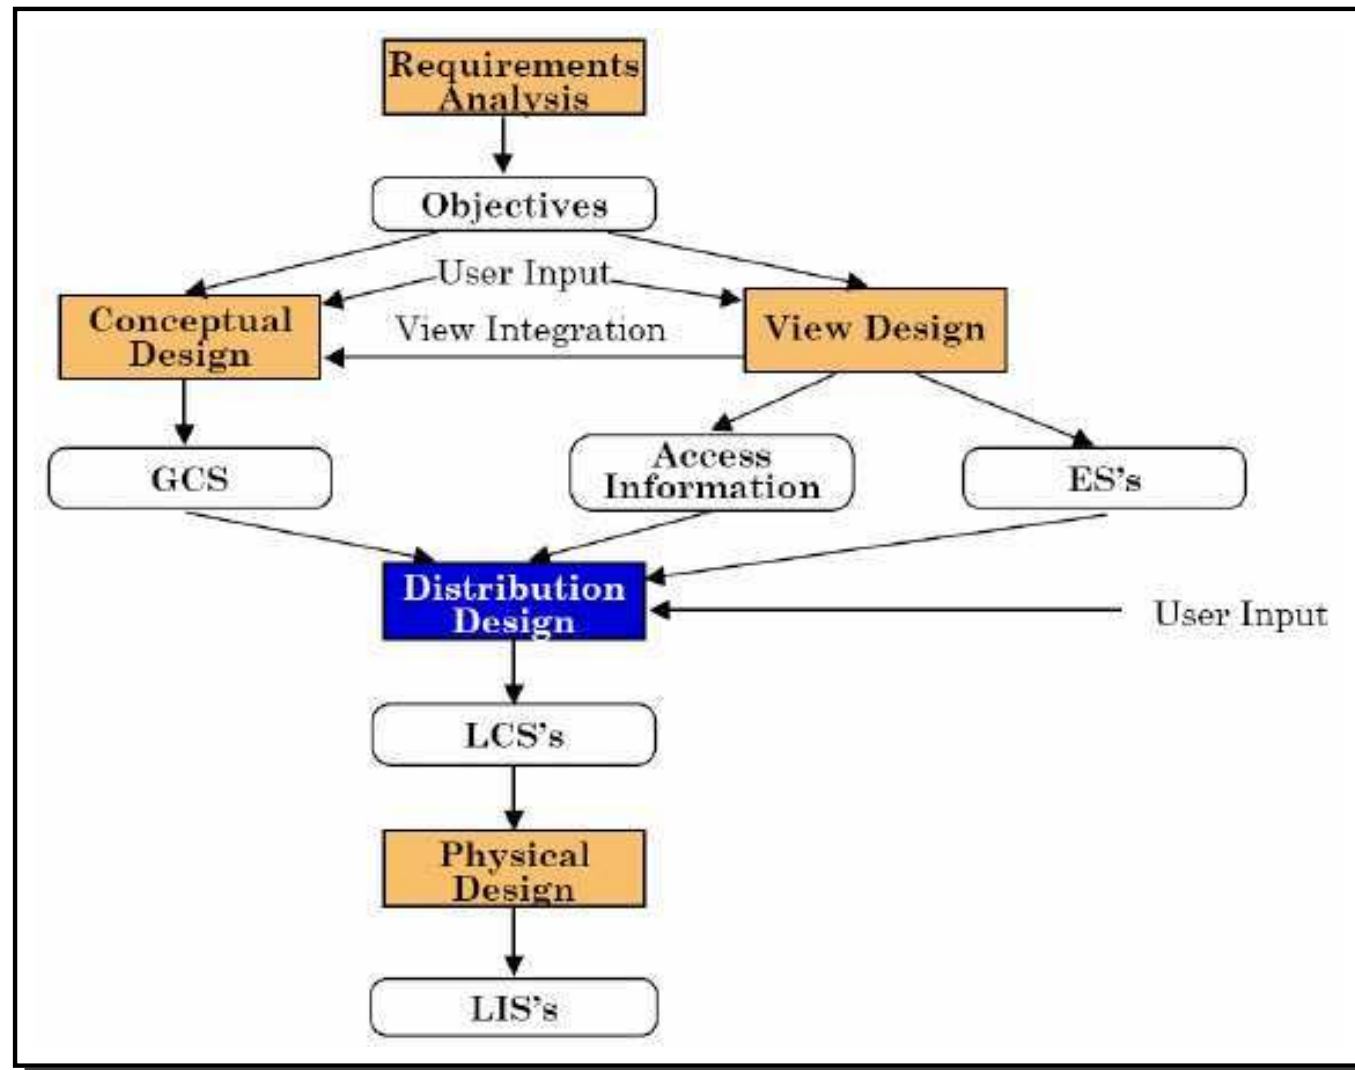 Requirements
Analysis
Objectives
User Input
Conceptual
Design
View Integration
View Design
GCS
Access
Information
ES's
Distribution
Design
User Input
LCS's
Physical
Design
LIS's